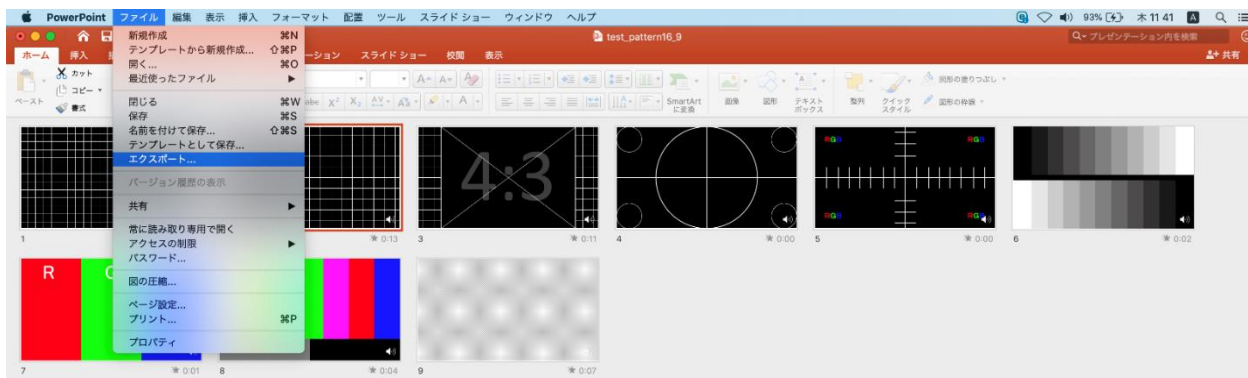 PowerPoint ファイル 編集 表示 挿入 フォーマット 配置 ツール スライド ショー ウィンドウ ヘルプ 93% 木 11 41 A
test_pattern16_9
プレゼンテーション内を検索
ホーム 挿入 ーション スライド ショー 校閲 表示 共有
新規作成 ⌘N
テンプレートから新規作成... ⇧⌘P
開く... ⌘O
最近使ったファイル ▶
閉じる ⌘W
保存 ⌘S
名前を付けて保存... ⇧⌘S
テンプレートとして保存...
エクスポート...
バージョン履歴の表示
共有 ▶
常に読み取り専用で開く
アクセスの制限 ▶
パスワード...
図の圧縮...
ページ設定...
プリント... ⌘P
プロパティ
ペースト
カット
コピー
書式
abc X² X₂ AV A
SmartArt
に変換
画像
図形
テキスト
ボックス
整列
クイック
スタイル
図形の塗りつぶし
図形の枠線
4:3
RGB RGB
RGB RGB
1 0:13 3 0:11 4 0:00 5 0:00 6 0:02
R
7 0:01 8 0:04 9 0:07